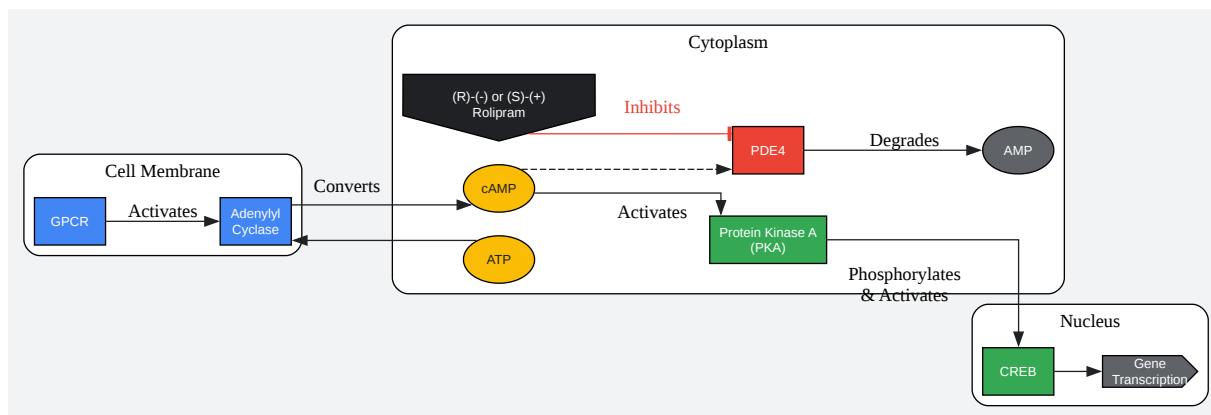 Cytoplasm
(R)-(-) or (S)-(+)
Rolipram
Inhibits
PDE4
Degrades
AMP
Cell Membrane
GPCR
Activates
Adenylyl
Cyclase
Converts
cAMP
Activates
ATP
Protein Kinase A
(PKA)
Phosphorylates
& Activates
Nucleus
CREB
Gene
Transcription